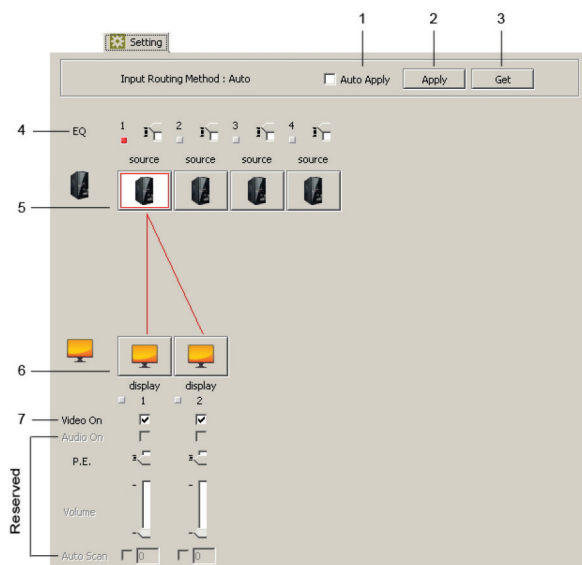 1 2 3
Setting
Input Routing Method : Auto Auto Apply Apply Get
4 EQ 1 2 3 4
source source source source
5
6
display display
1 2
7 Video On
Audio On
P.E.
Reserved
Volume
Auto Scan 0 0